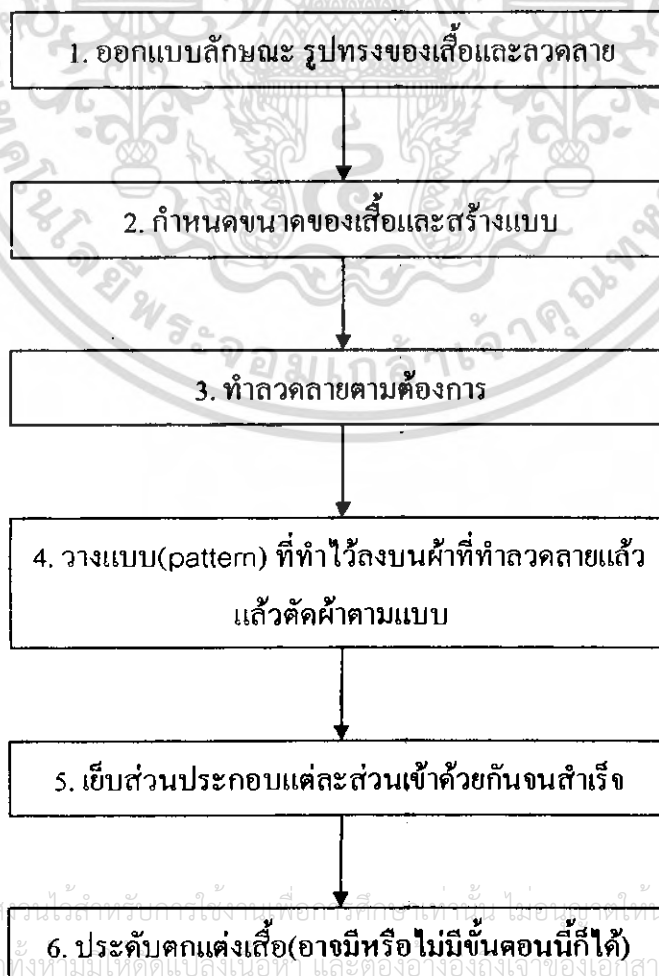 1. ออกแบบลักษณะ รูปทรงของเสื้อและลวดลาย
2. กำหนดขนาดของเสื้อและสร้างแบบ
3. ทำลวดลายตามต้องการ
4. วางแบบ(pattern) ที่ทำไว้ลงบนผ้าที่ทำลวดลายแล้ว
แล้วตัดผ้าตามแบบ
5. เย็บส่วนประกอบแต่ละส่วนเข้าด้วยกันจนสำเร็จ
6. ประดับตกแต่งเสื้อ(อาจมีหรือไม่มีขั้นตอนนี้ก็ได้)